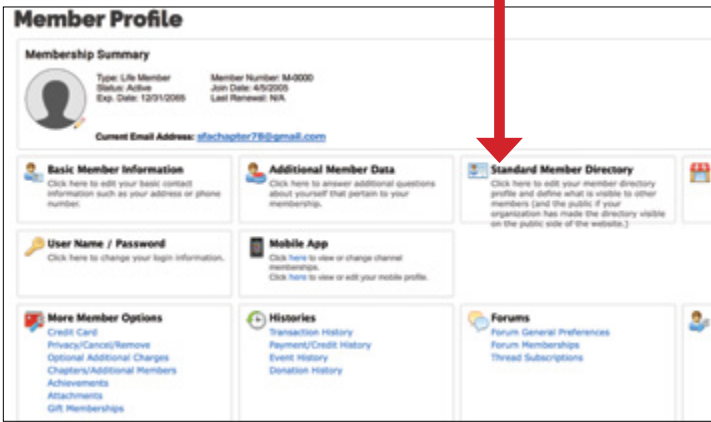 Member Profile
Membership Summary
Type: Life Member
Status: Active
Exp. Date: 12/31/2065
Member Number: M-0000
Join Date: 4/5/2005
Last Renewal: N/A
Current Email Address: sfachapter78@gmail.com
Basic Member Information
Click here to edit your basic contact
information such as your address or phone
number.
Additional Member Data
Click here to answer additional questions
about yourself that pertain to your
membership.
Standard Member Directory
Click here to edit your member directory
profile and define what is visible to other
members (and the public if your
organization has made the directory visible
on the public side of the website.)
User Name / Password
Click here to change your login information.
Mobile App
Click here to view or change channel
memberships.
Click here to view or edit your mobile profile.
More Member Options
Credit Card
Privacy/Cancel/Remove
Optional Additional Charges
Chapters/Additional Members
Achievements
Attachments
Gift Memberships
Histories
Transaction History
Payment/Credit History
Event History
Donation History
Forums
Forum General Preferences
Forum Memberships
Thread Subscriptions